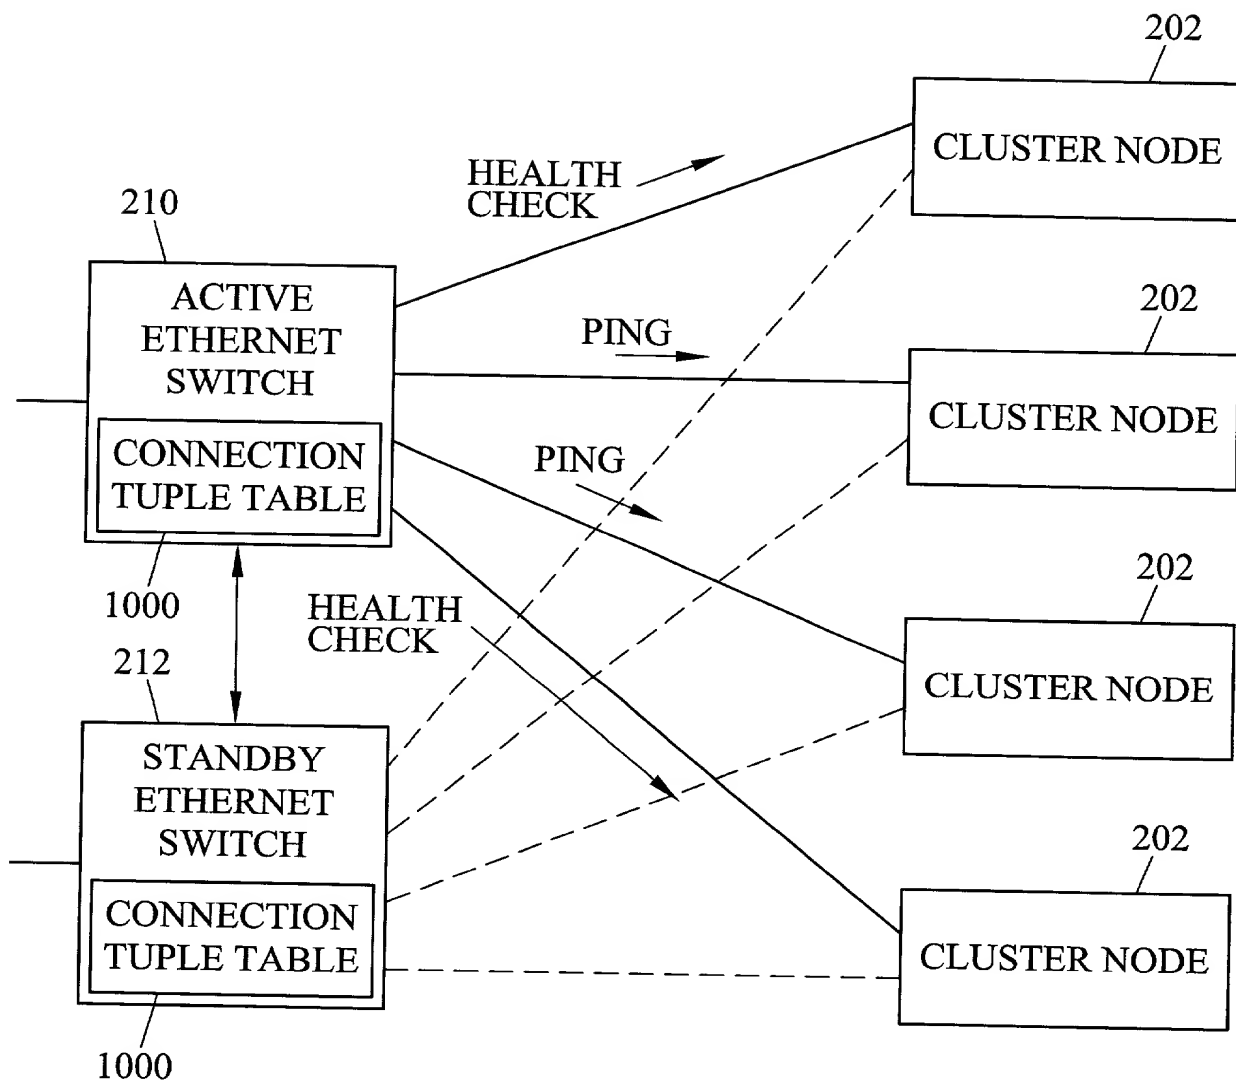 202
CLUSTER NODE
HEALTH
CHECK
210
ACTIVE
ETHERNET
SWITCH
CONNECTION
TUPLE TABLE
1000
202
PING
CLUSTER NODE
PING
202
HEALTH
CHECK
CLUSTER NODE
212
STANDBY
ETHERNET
SWITCH
CONNECTION
TUPLE TABLE
1000
202
CLUSTER NODE